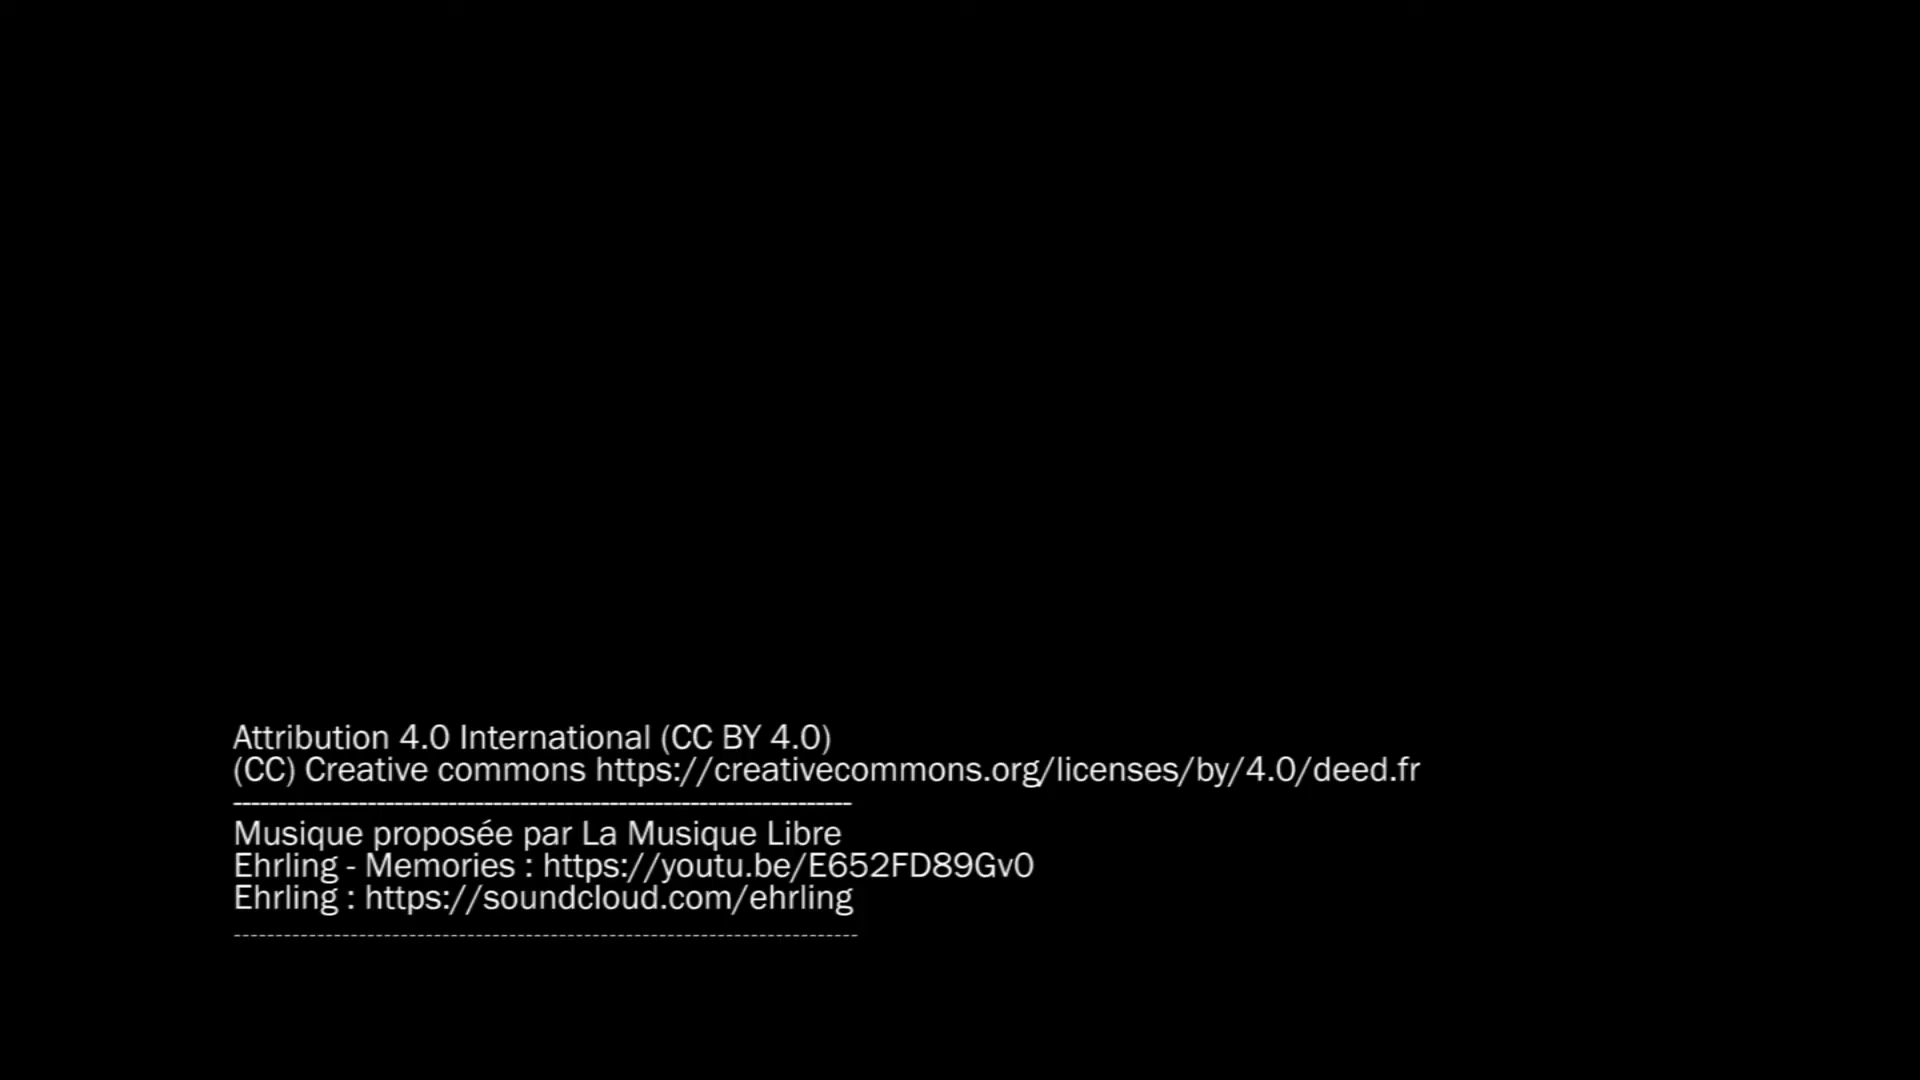 Attribution 4.0 International (CC BY 4.0)
(CC) Creative commons https://creativecommons.org/licenses/by/4.0/deed.fr
---------------------------------------------------------------------
Musique proposée par La Musique Libre
Ehrling - Memories : https://youtu.be/E652FD89Gv0
Ehrling : https://soundcloud.com/ehrling
---------------------------------------------------------------------------